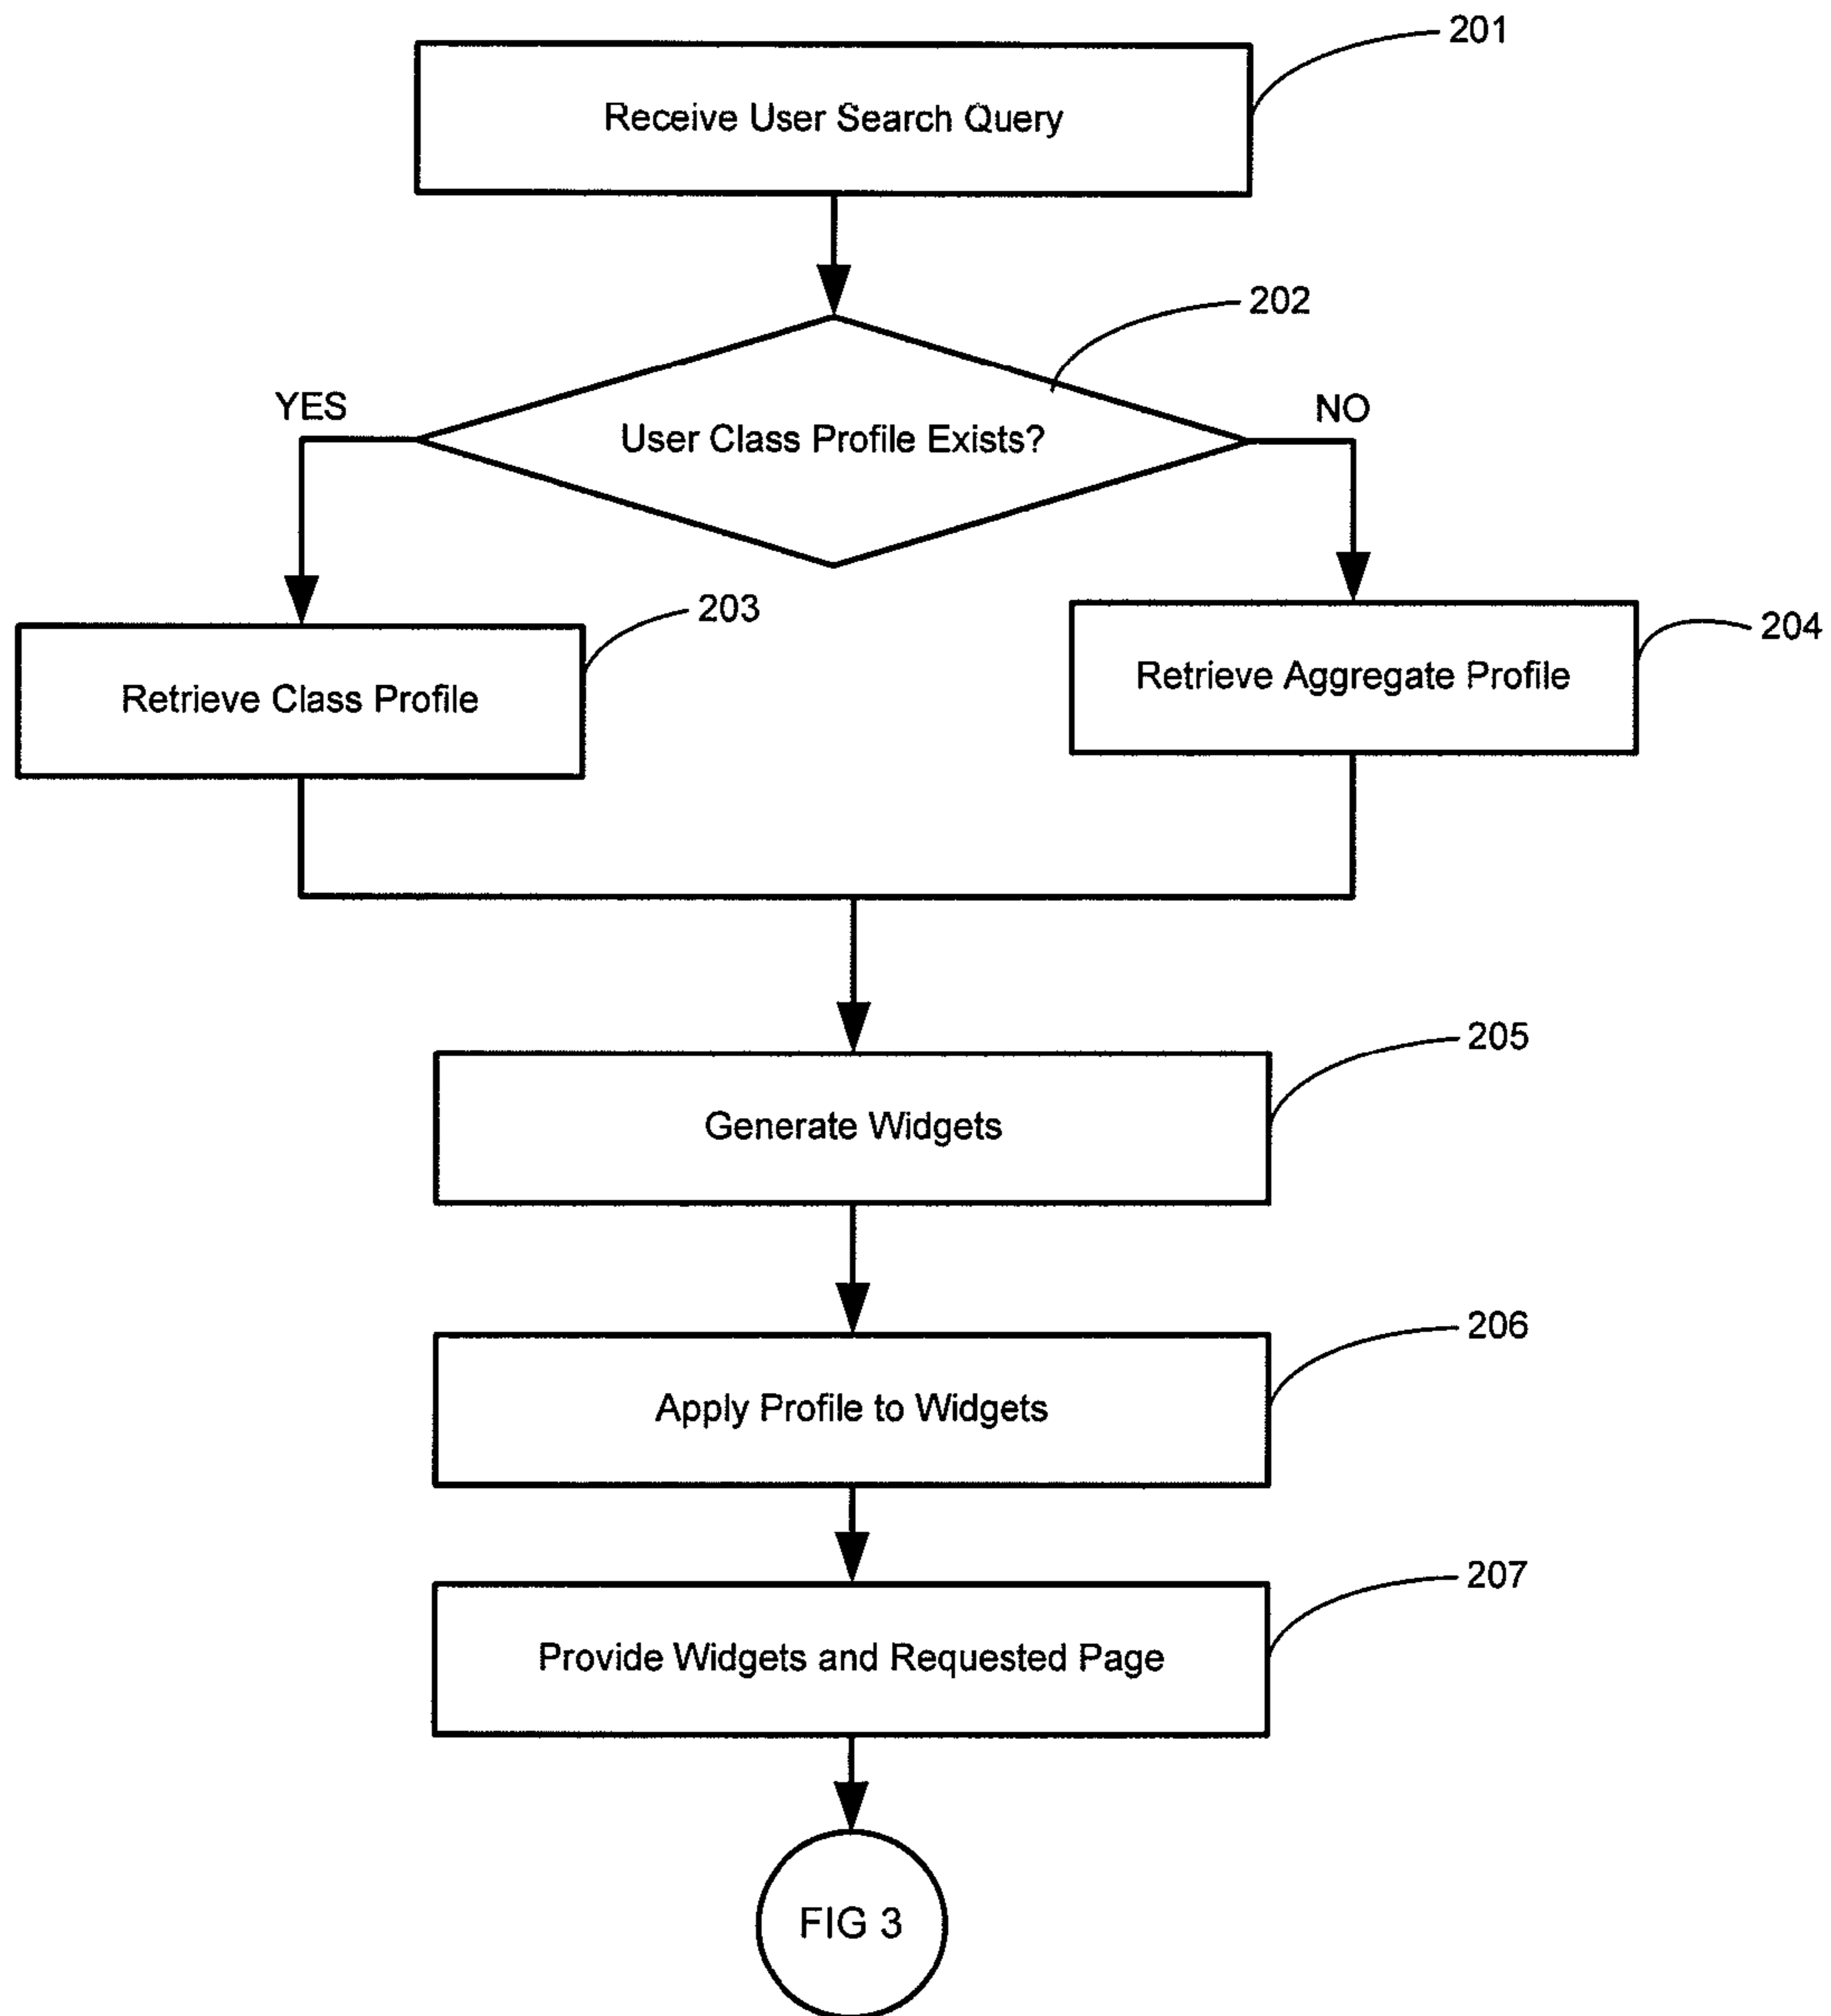 201
Receive User Search Query
202
YES
NO
User Class Profile Exists?
203
204
Retrieve Class Profile
Retrieve Aggregate Profile
205
Generate Widgets
206
Apply Profile to Widgets
207
Provide Widgets and Requested Page
FIG 3